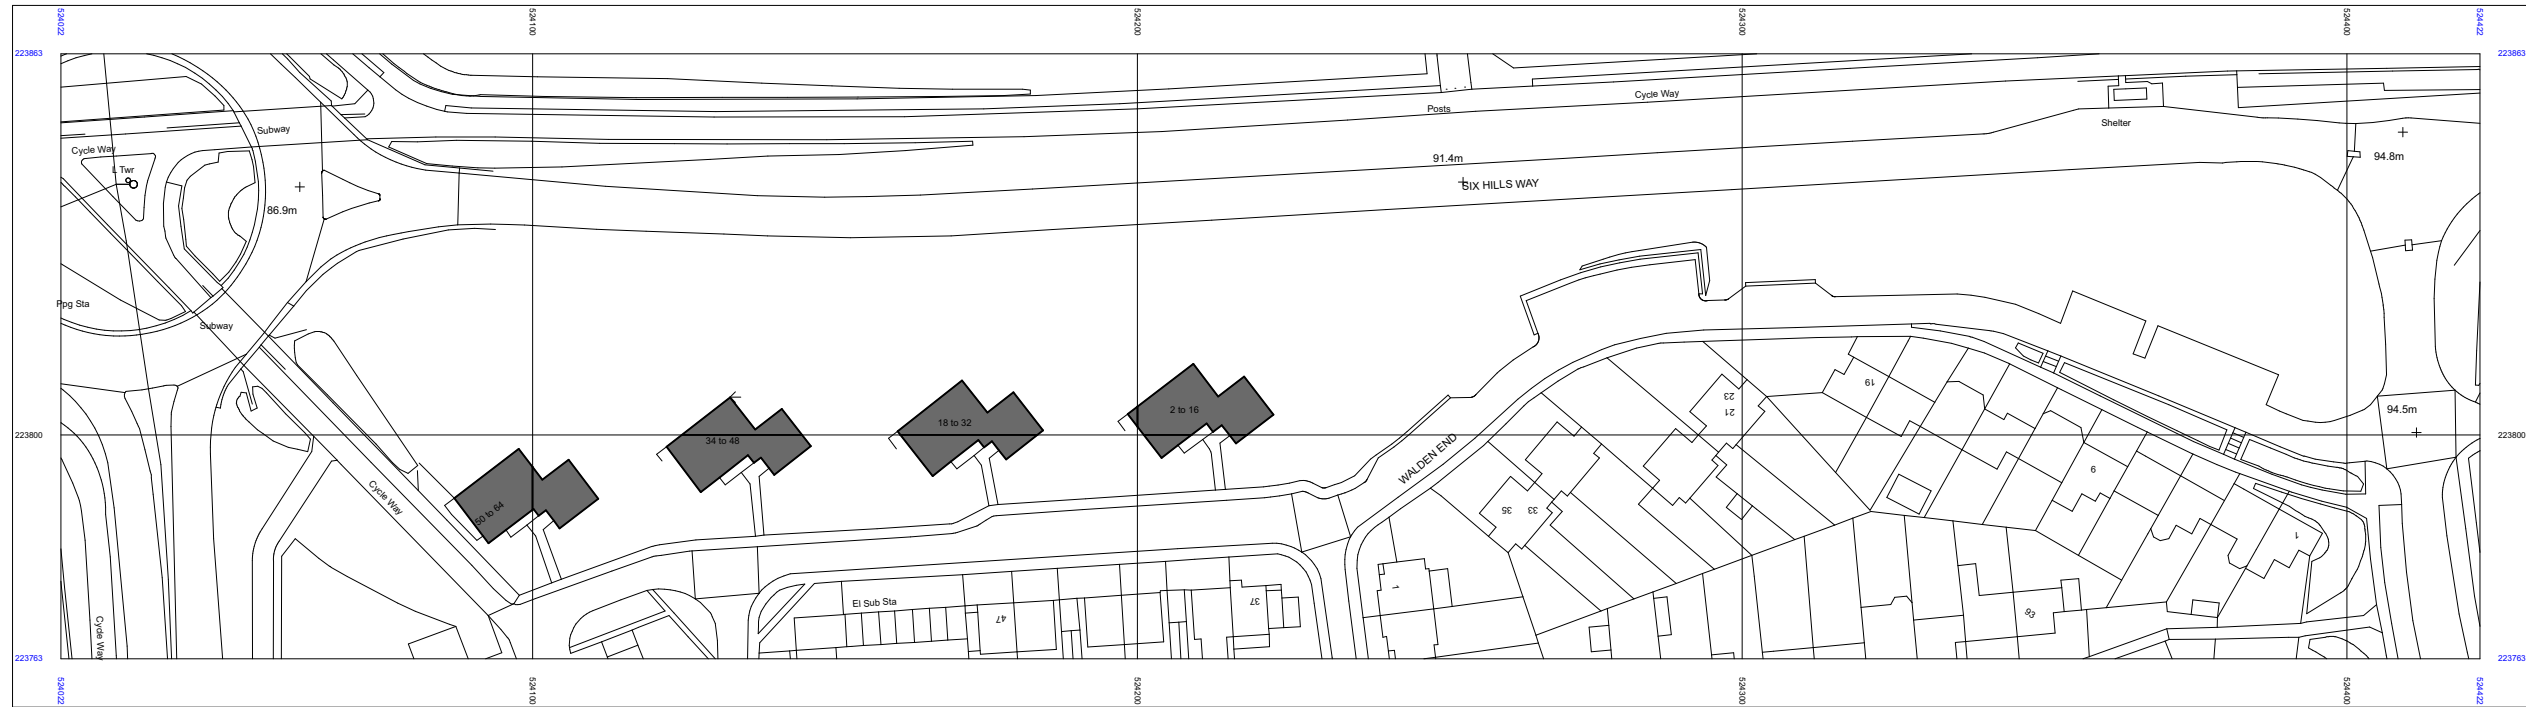 524022
524100
524200
524300
524400
524422
223863
223863
Cycle Way
Posts
Subway
Shelter
Cycle Way
91.4m
94.8m
L Twr
SIX HILLS WAY
86.9m
Ppg Sta
Subway
19
23
21
2 to 16
94.5m
18 to 32
34 to 48
223800
223800
WALDEN END
9
Cycle Way
50 to 64
35
33
1
1
El Sub Sta
37
47
93
Cycle Way
223763
223763
524022
524100
524200
524300
524400
524422